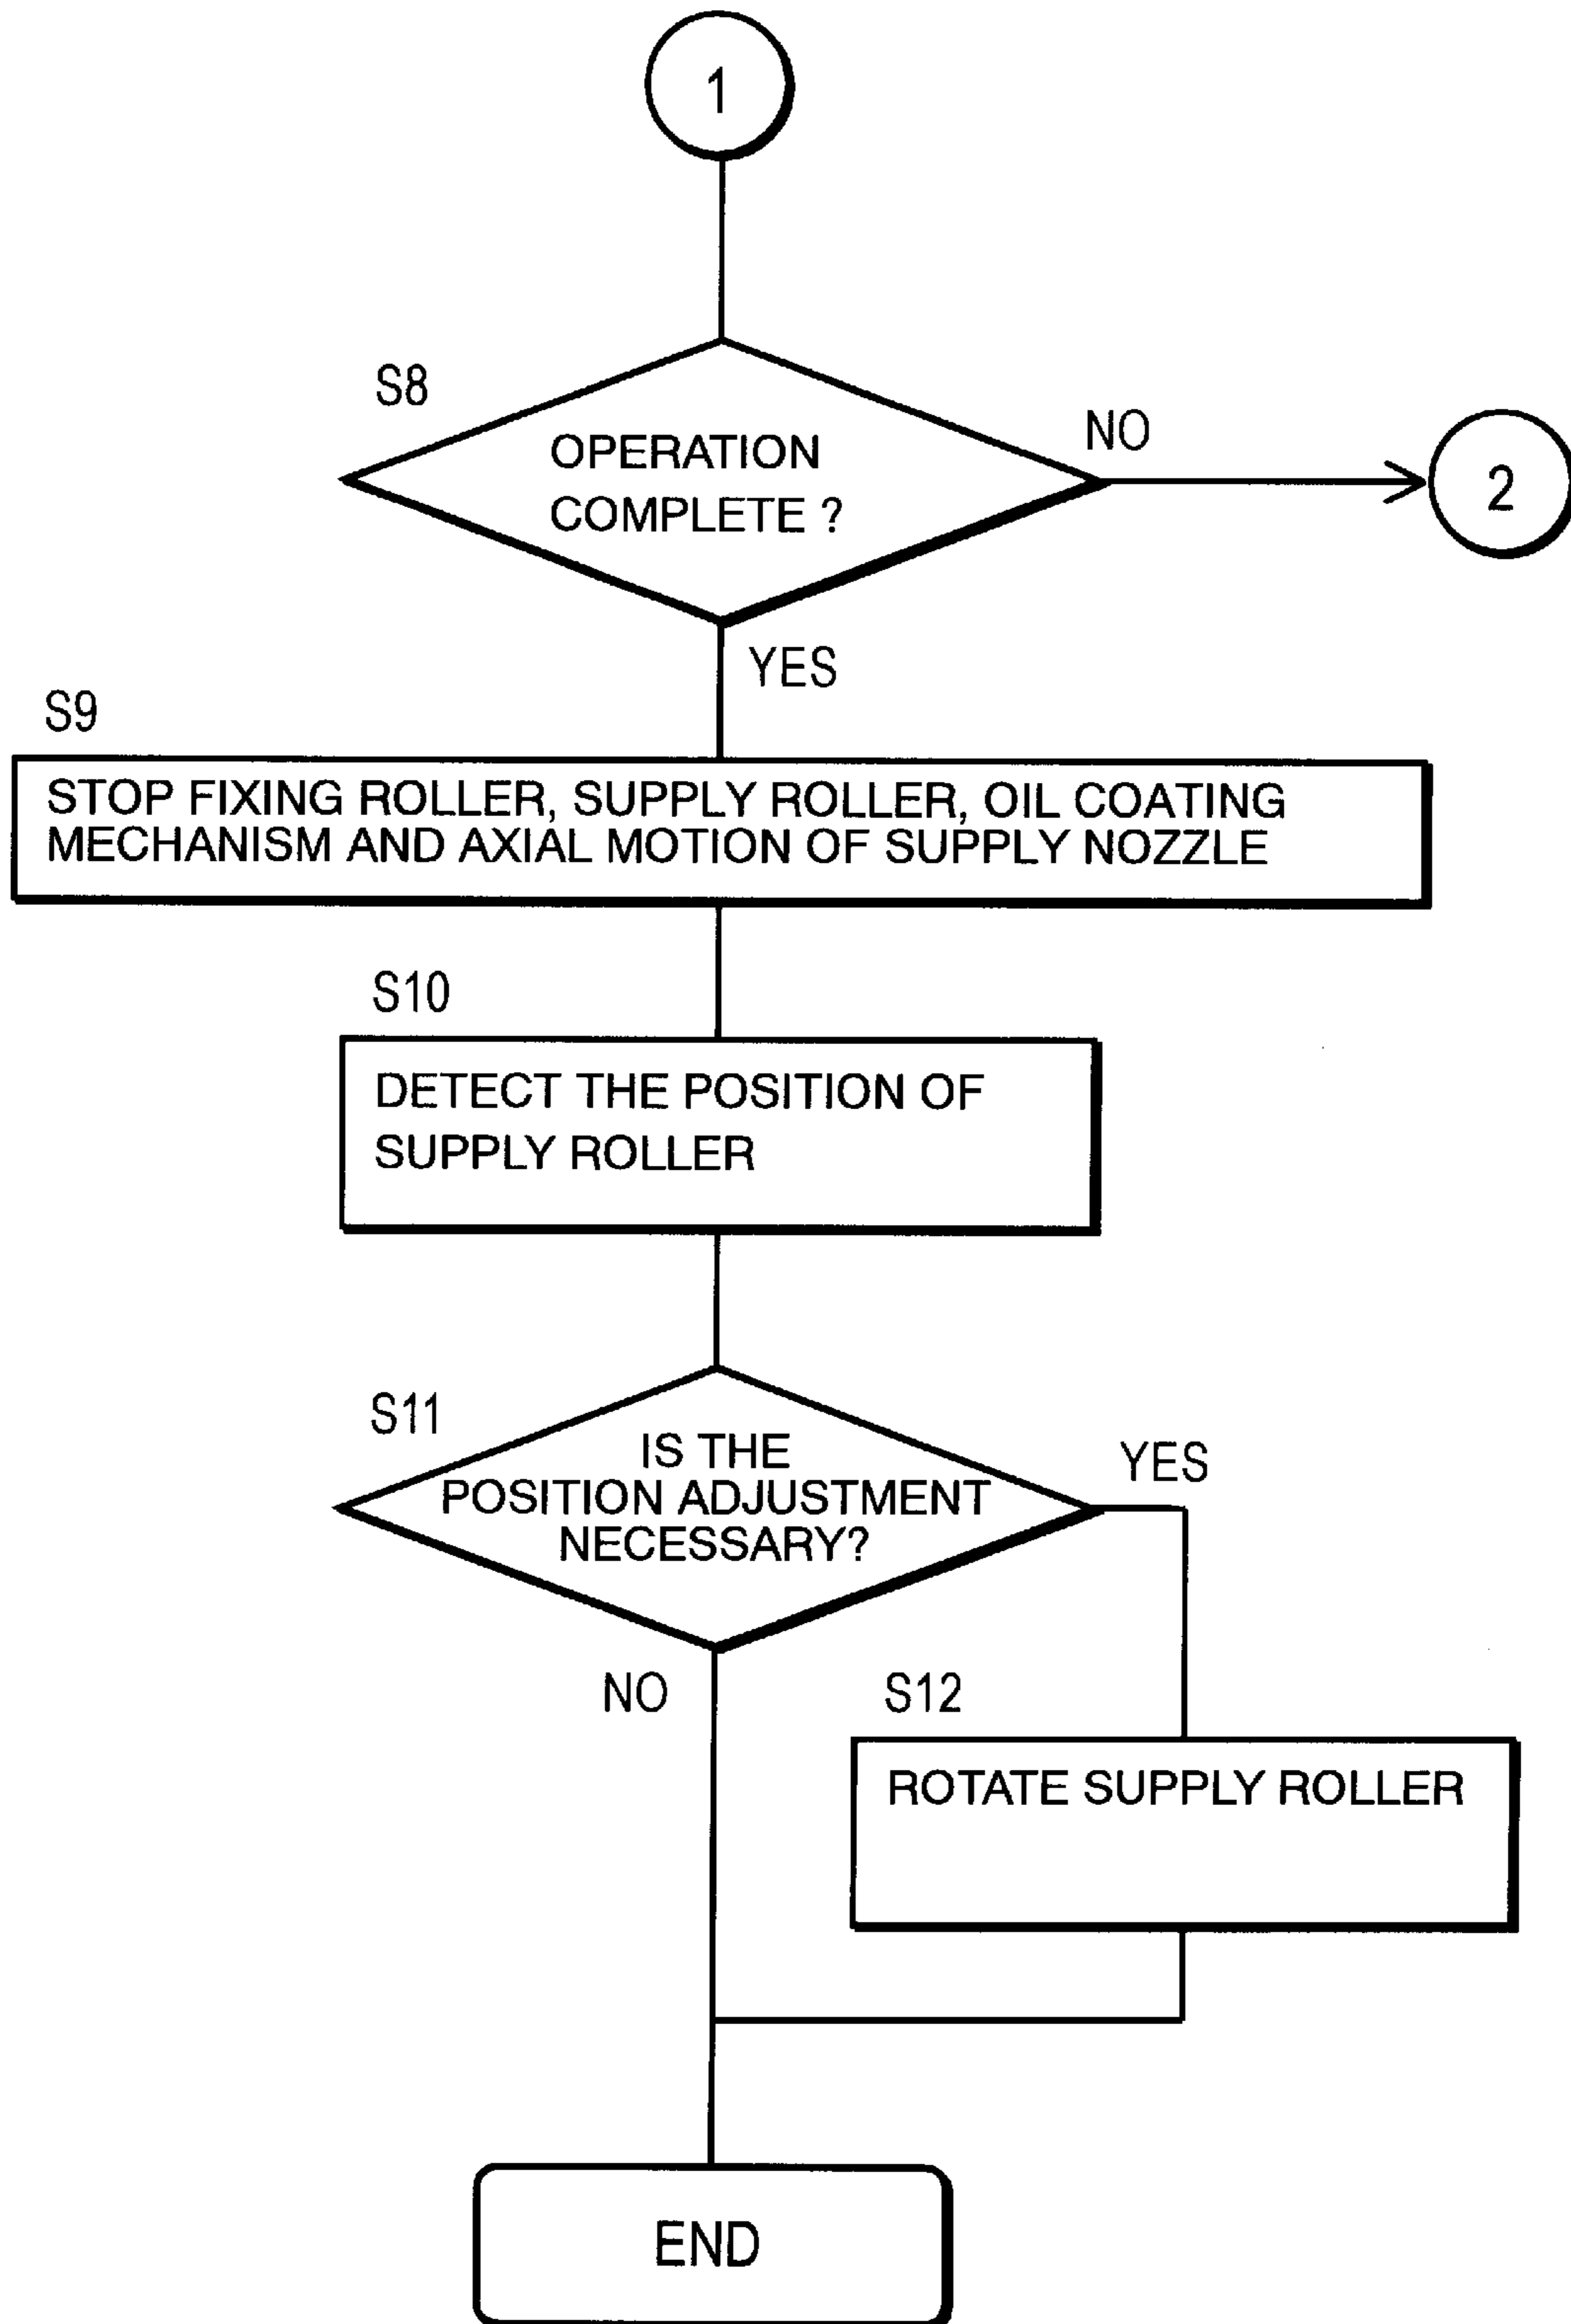 1
S8
OPERATION
COMPLETE ?
NO
2
YES
S9
STOP FIXING ROLLER, SUPPLY ROLLER, OIL COATING
MECHANISM AND AXIAL MOTION OF SUPPLY NOZZLE
S10
DETECT THE POSITION OF
SUPPLY ROLLER
S11
IS THE
POSITION ADJUSTMENT
NECESSARY?
YES
NO
S12
ROTATE SUPPLY ROLLER
END